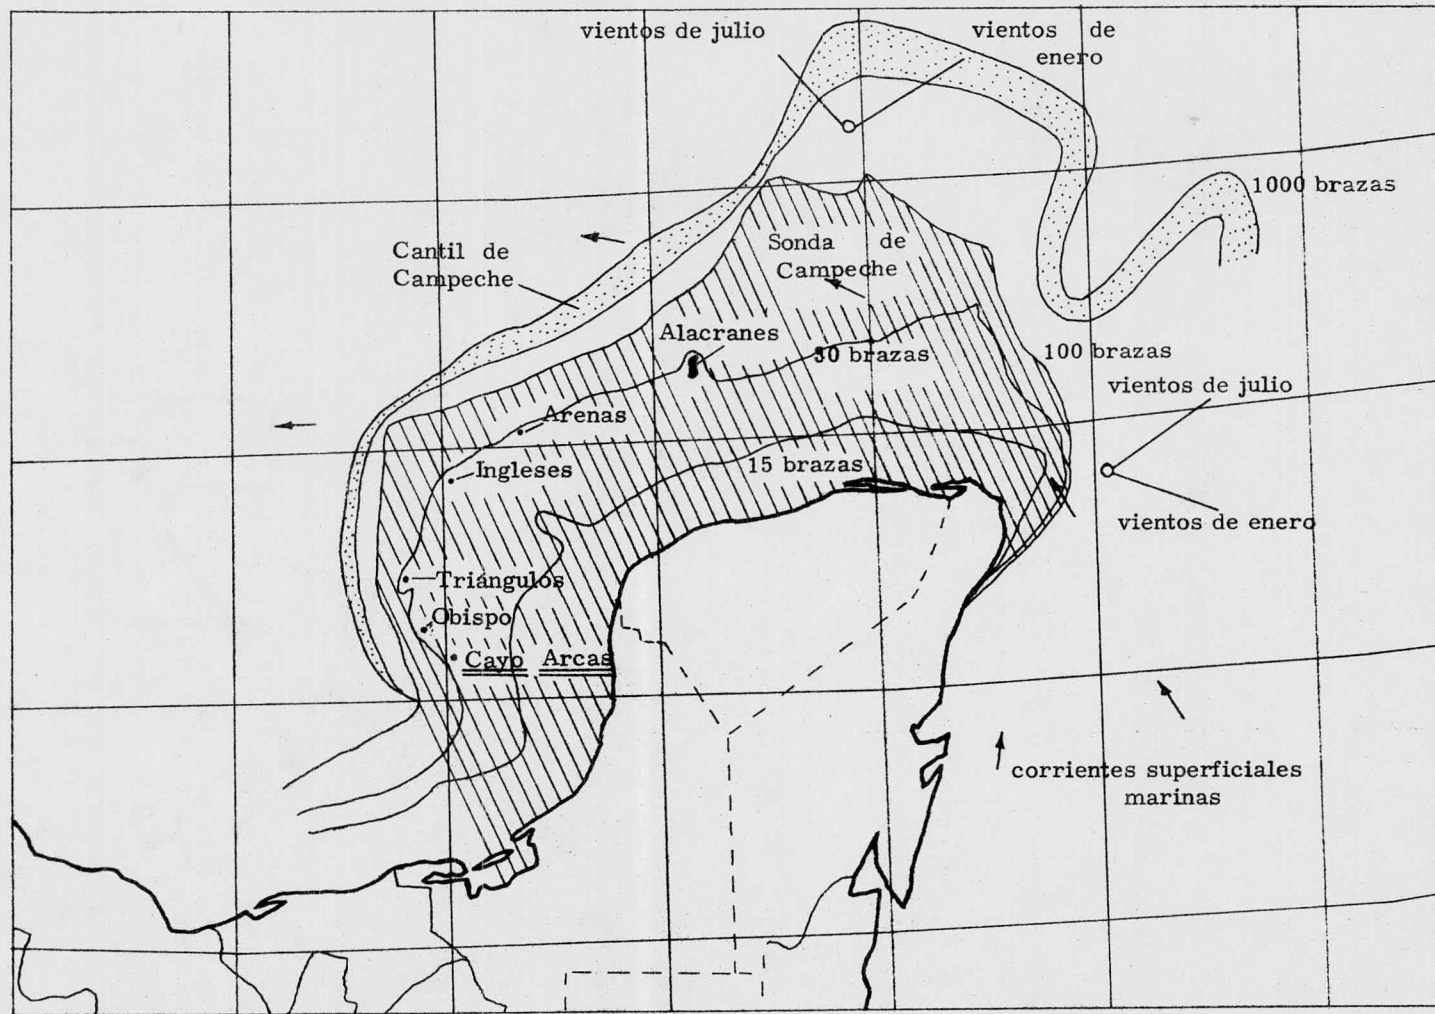 vientos de julio
vientos de
enero
1000 brazas
Cantil de
Campeche
Sonda de
Campeche
Alacranes
30 brazas
100 brazas
vientos de julio
Arenas
Ingleses
15 brazas
vientos de enero
Triángulos
Obispo
Cayo Arcas
corrientes superficiales
marinas